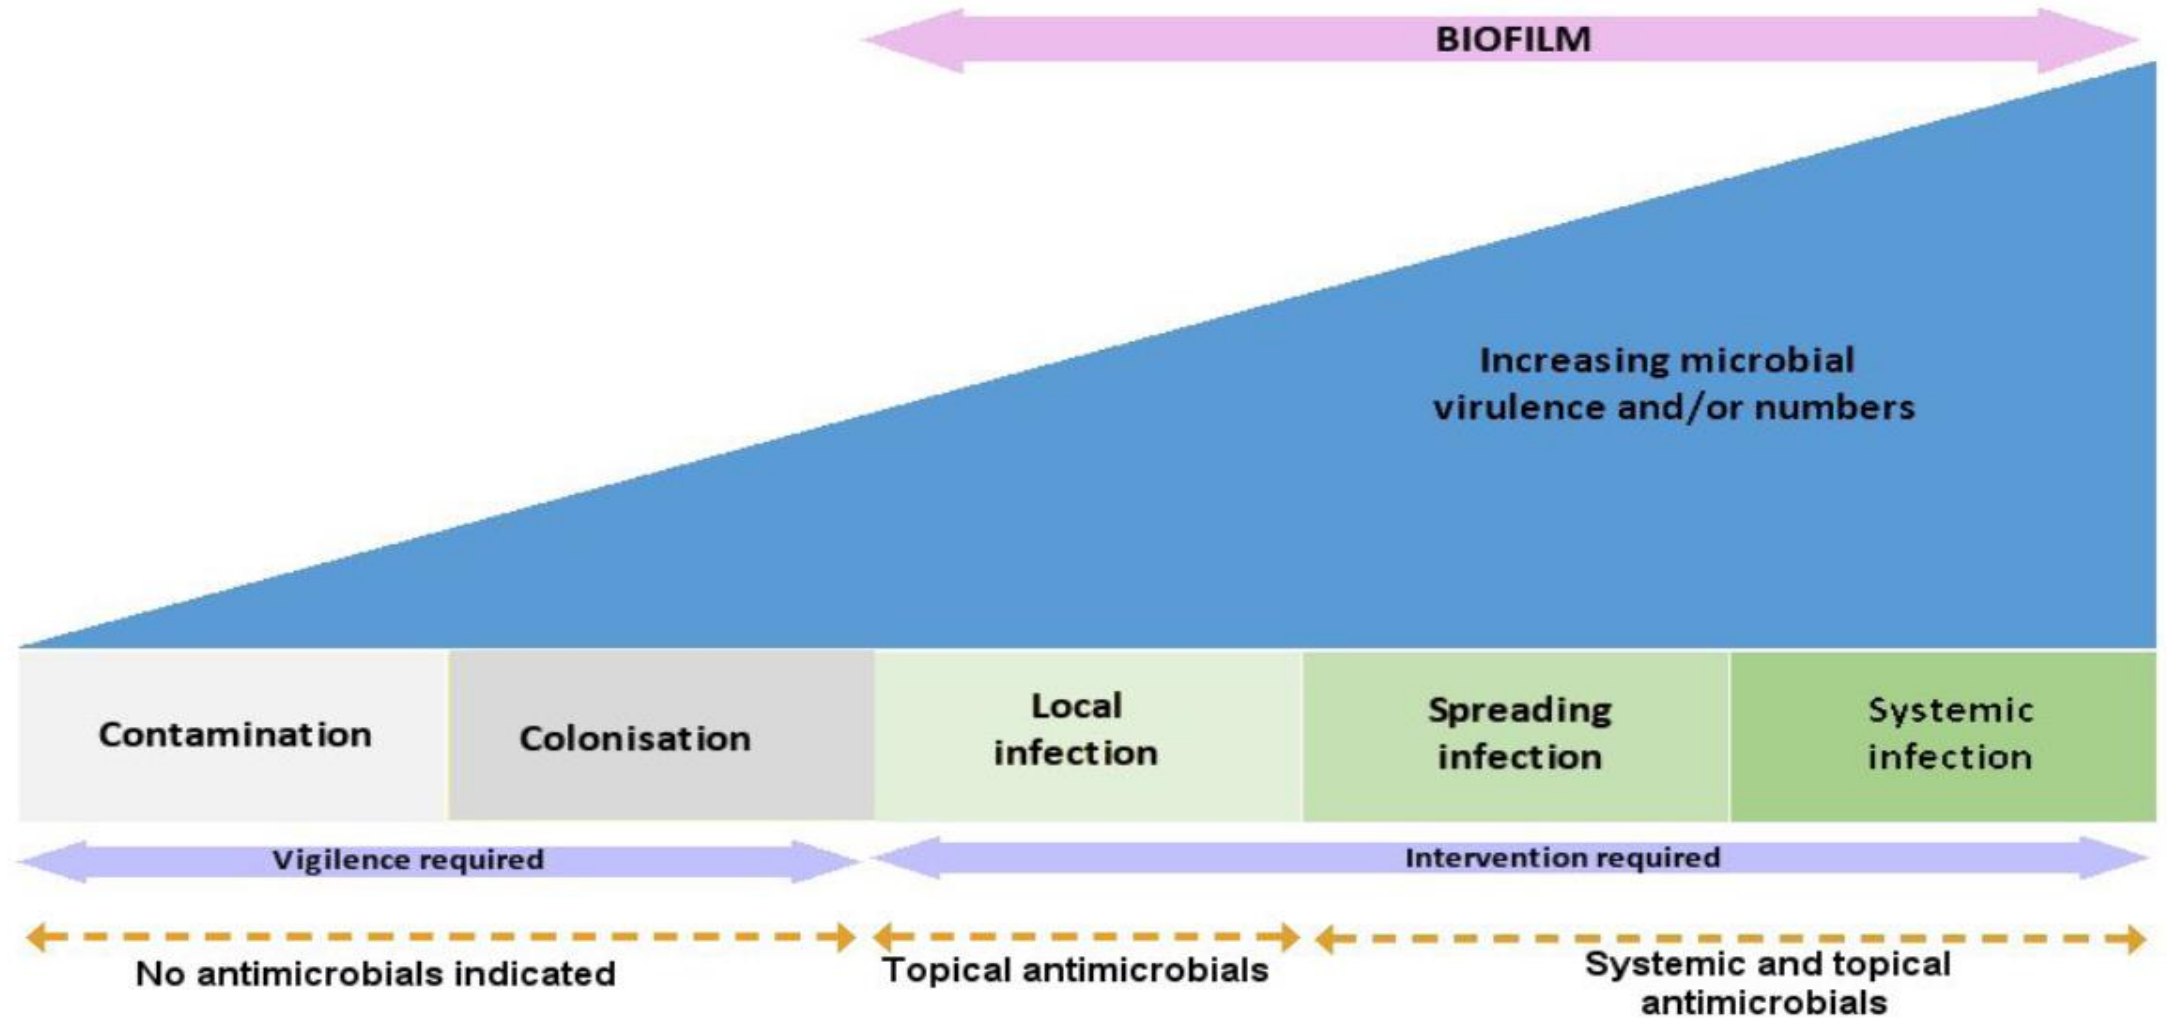 BIOFILM
Increasing microbial
virulence and/or numbers
Contamination
Colonisation
Local
infection
Spreading
infection
Systemic
infection
Vigilence required
Intervention required
No antimicrobials indicated
Topical antimicrobials
Systemic and topical
antimicrobials